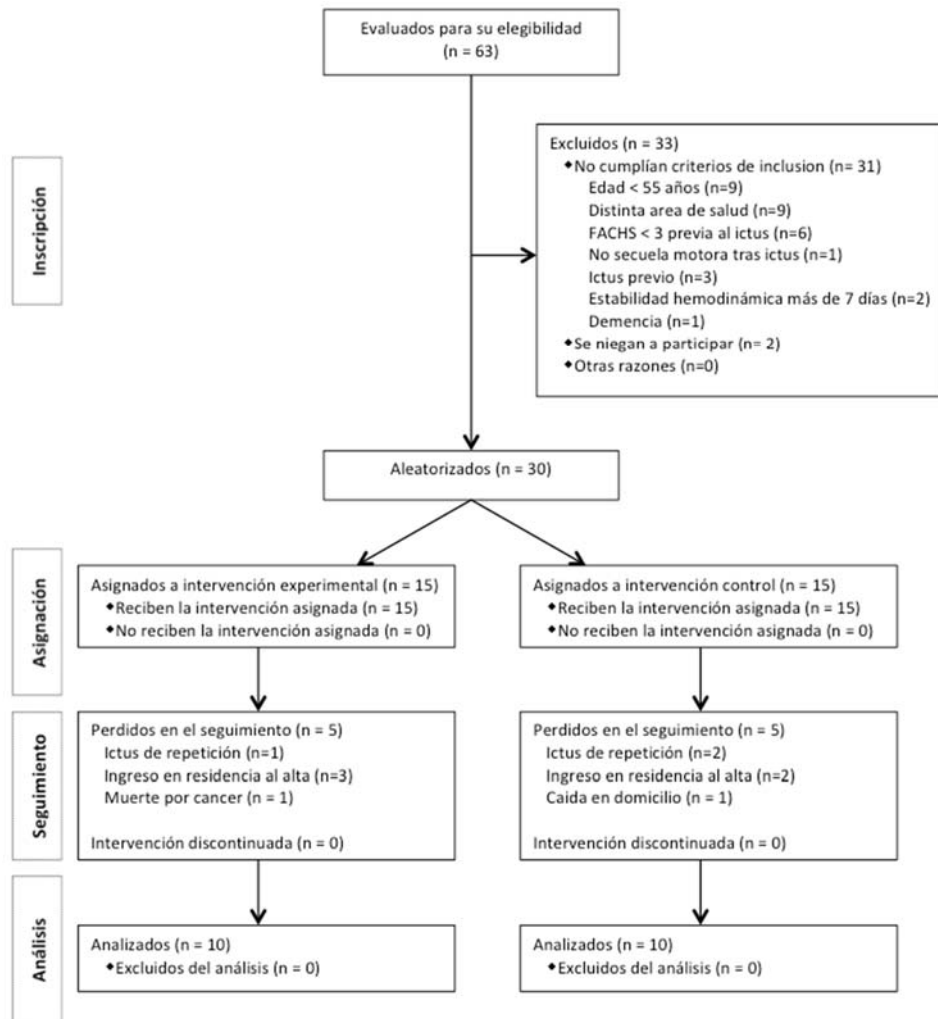 Evaluados para su elegibilidad
(n = 63)
Inscripción
Excluidos (n = 33)
◆No cumplían criterios de inclusion (n= 31)
Edad < 55 años (n=9)
Distinta area de salud (n=9)
FACHS < 3 previa al ictus (n=6)
No secuela motora tras ictus (n=1)
Ictus previo (n=3)
Estabilidad hemodinámica más de 7 días (n=2)
Demencia (n=1)
◆Se niegan a participar (n= 2)
◆Otras razones (n=0)
Aleatorizados (n = 30)
Asignación
Asignados a intervención experimental (n = 15)
◆Reciben la intervención asignada (n = 15)
◆No reciben la intervención asignada (n = 0)
Asignados a intervención control (n = 15)
◆Reciben la intervención asignada (n = 15)
◆No reciben la intervención asignada (n = 0)
Seguimiento
Perdidos en el seguimiento (n = 5)
Ictus de repetición (n=1)
Ingreso en residencia al alta (n=3)
Muerte por cancer (n = 1)
Intervención discontinuada (n = 0)
Perdidos en el seguimiento (n = 5)
Ictus de repetición (n=2)
Ingreso en residencia al alta (n=2)
Caida en domicilio (n = 1)
Intervención discontinuada (n = 0)
Análisis
Analizados (n = 10)
◆Excluidos del análisis (n = 0)
Analizados (n = 10)
◆Excluidos del análisis (n = 0)